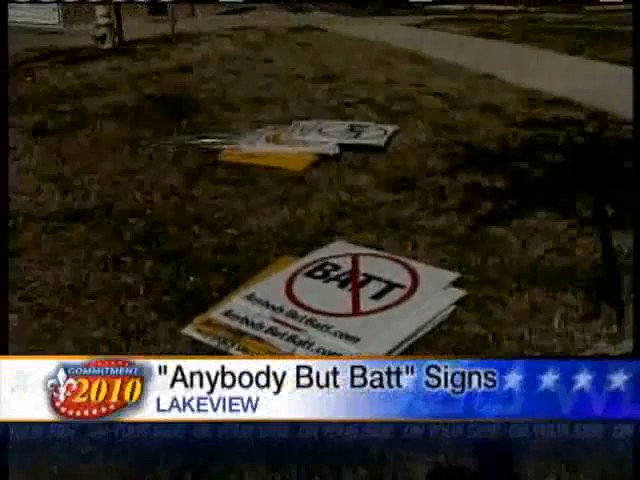 BATT
AnybodyButBatt.com
AnybodyButBatt.com
COMMITMENT
2010
"Anybody But Batt" Signs
LAKEVIEW